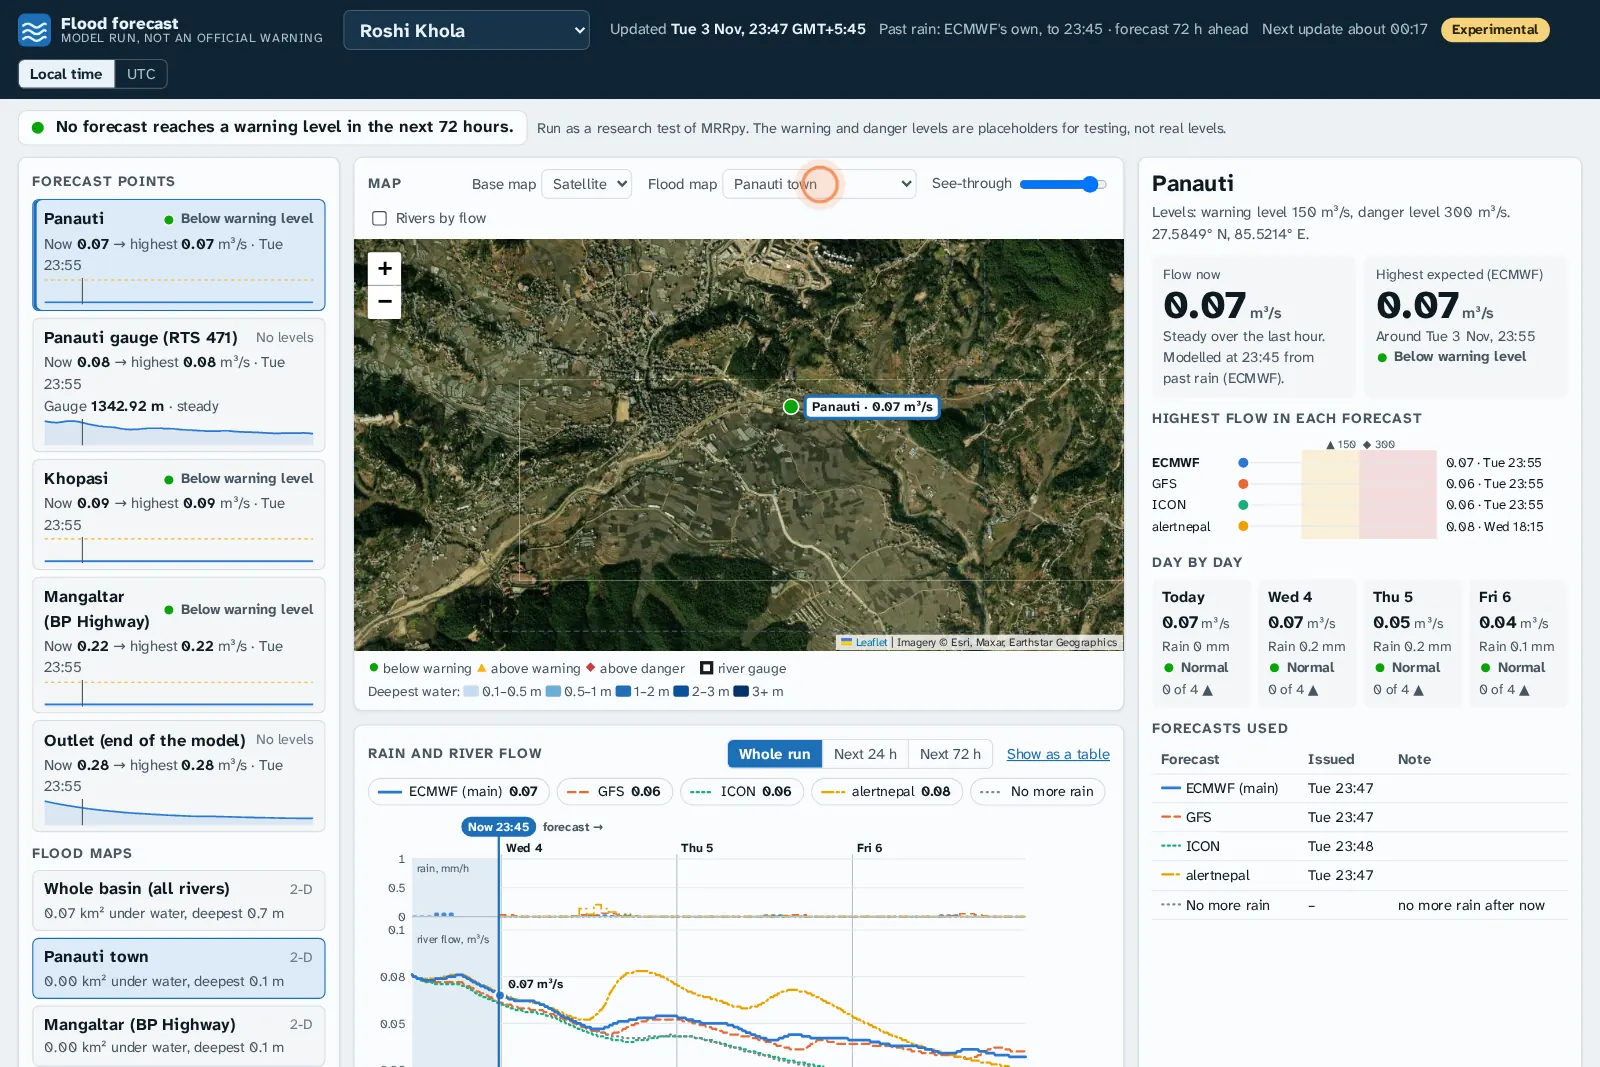 Flood forecast
MODEL RUN, NOT AN OFFICIAL WARNING
Roshi Khola
Updated Tue 3 Nov, 23:47 GMT+5:45
Past rain: ECMWF's own, to 23:45 · forecast 72 h ahead
Next update about 00:17
Experimental
Local time
UTC
No forecast reaches a warning level in the next 72 hours.
Run as a research test of MRRpy. The warning and danger levels are placeholders for testing, not real levels.
FORECAST POINTS
Panauti
Below warning level
Now 0.07 → highest 0.07 m³/s · Tue
23:55
Panauti gauge (RTS 471)
No levels
Now 0.08 → highest 0.08 m³/s · Tue
23:55
Gauge 1342.92 m · steady
Khopasi
Below warning level
Now 0.09 → highest 0.09 m³/s · Tue
23:55
Mangaltar
(BP Highway)
Below warning level
Now 0.22 → highest 0.22 m³/s · Tue
23:55
Outlet (end of the model)
No levels
Now 0.28 → highest 0.28 m³/s · Tue
23:55
FLOOD MAPS
Whole basin (all rivers)
2-D
0.07 km² under water, deepest 0.7 m
Panauti town
2-D
0.00 km² under water, deepest 0.1 m
Mangaltar (BP Highway)
2-D
0.00 km² under water, deepest 0.1 m
MAP
Base map
Satellite
Flood map
Panauti town
See-through
Rivers by flow
+
−
Panauti · 0.07 m³/s
Leaflet | Imagery © Esri, Maxar, Earthstar Geographics
below warning
above warning
above danger
river gauge
Deepest water: 0.1–0.5 m 0.5–1 m 1–2 m 2–3 m 3+ m
RAIN AND RIVER FLOW
Whole run
Next 24 h
Next 72 h
Show as a table
ECMWF (main) 0.07
GFS 0.06
ICON 0.06
alertnepal 0.08
No more rain
Now 23:45
forecast →
Wed 4
Thu 5
Fri 6
1
rain, mm/h
0.5
0
0.1
river flow, m³/s
0.08
0.07 m³/s
0.05
Panauti
Levels: warning level 150 m³/s, danger level 300 m³/s.
27.5849° N, 85.5214° E.
Flow now
0.07 m³/s
Steady over the last hour.
Modelled at 23:45 from
past rain (ECMWF).
Highest expected (ECMWF)
0.07 m³/s
Around Tue 3 Nov, 23:55
Below warning level
HIGHEST FLOW IN EACH FORECAST
▲ 150 ◆ 300
ECMWF
0.07 · Tue 23:55
GFS
0.06 · Tue 23:55
ICON
0.06 · Tue 23:55
alertnepal
0.08 · Wed 18:15
DAY BY DAY
Today
0.07 m³/s
Rain 0 mm
Normal
0 of 4 ▲
Wed 4
0.07 m³/s
Rain 0.2 mm
Normal
0 of 4 ▲
Thu 5
0.05 m³/s
Rain 0.2 mm
Normal
0 of 4 ▲
Fri 6
0.04 m³/s
Rain 0.1 mm
Normal
0 of 4 ▲
FORECASTS USED
Forecast Issued Note
ECMWF (main) Tue 23:47
GFS Tue 23:47
ICON Tue 23:48
alertnepal Tue 23:47
No more rain – no more rain after now